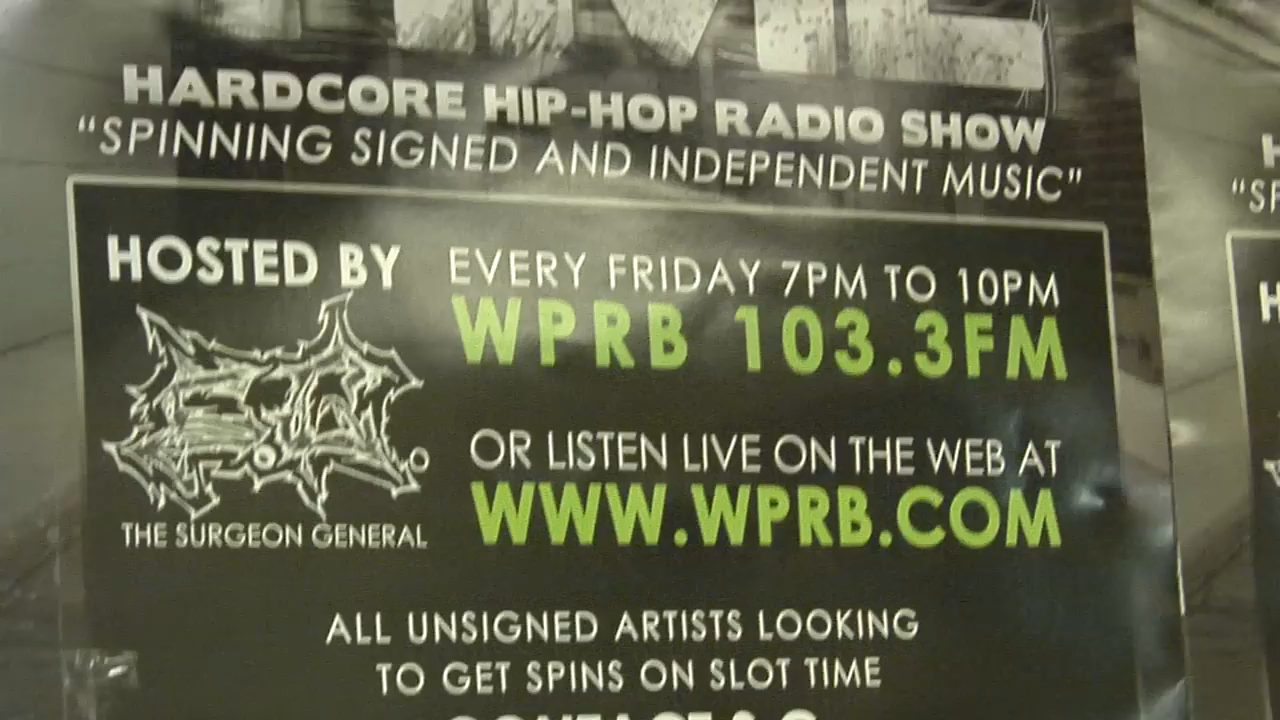 HARDCORE HIP-HOP RADIO SHOW
"SPINNING SIGNED AND INDEPENDENT MUSIC"
HOSTED BY
THE SURGEON GENERAL
EVERY FRIDAY 7PM TO 10PM
WPRB 103.3FM
OR LISTEN LIVE ON THE WEB AT
WWW.WPRB.COM
ALL UNSIGNED ARTISTS LOOKING
TO GET SPINS ON SLOT TIME